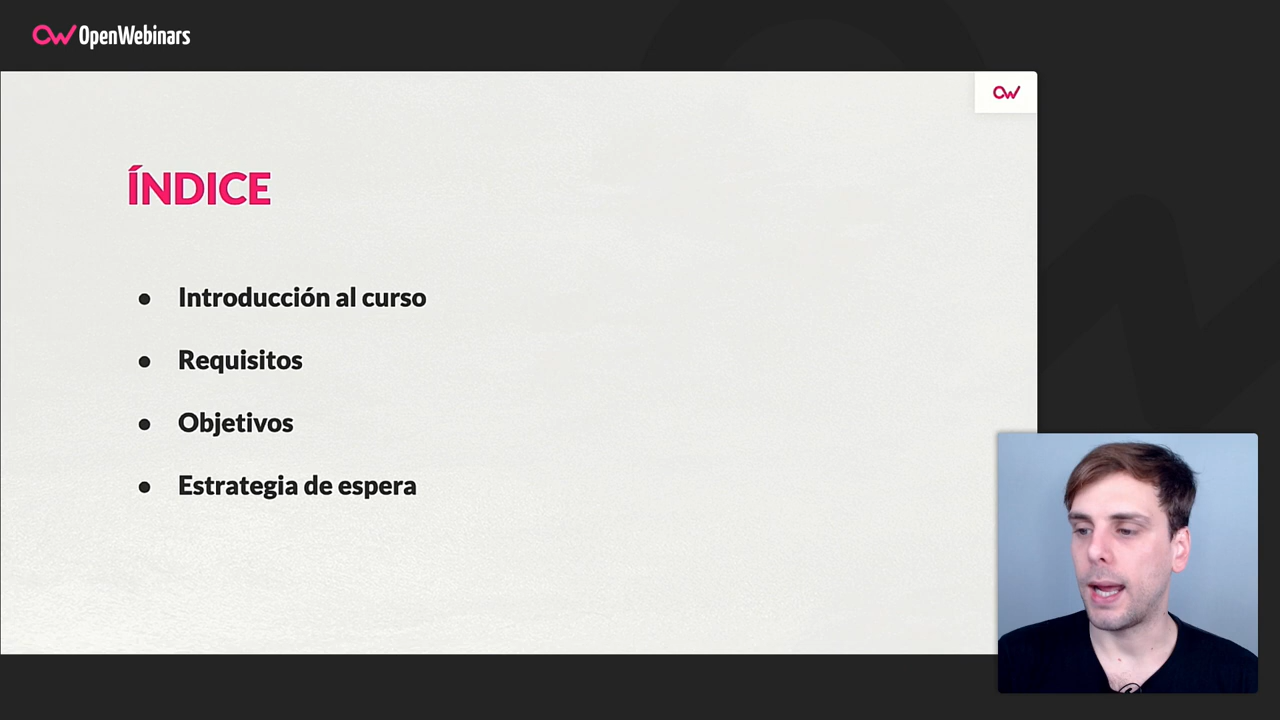 OpenWebinars
ÍNDICE
● Introducción al curso
● Requisitos
● Objetivos
● Estrategia de espera